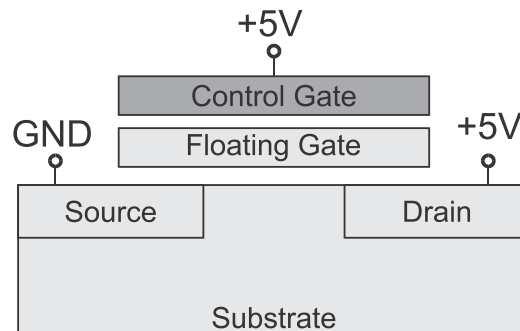 +5V
Control Gate
GND
Floating Gate
+5V
Source
Drain
Substrate